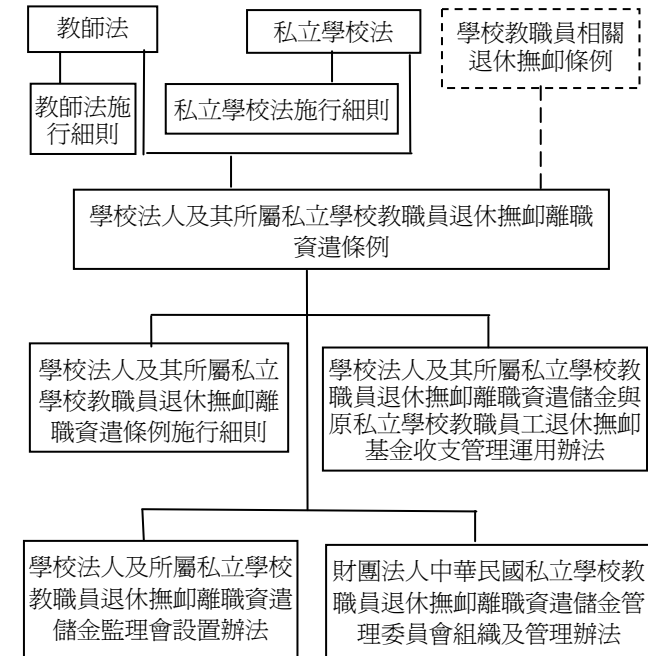 教師法
私立學校法
學校教職員相關
退休撫卹條例
教師法施
行細則
私立學校法施行細則
學校法人及其所屬私立學校教職員退休撫卹離職
資遣條例
學校法人及其所屬私立
學校教職員退休撫卹離
職資遣條例施行細則
學校法人及其所屬私立學校教
職員退休撫卹離職資遣儲金與
原私立學校教職員工退休撫卹
基金收支管理運用辦法
學校法人及所屬私立學校
教職員退休撫卹離職資遣
儲金監理會設置辦法
財團法人中華民國私立學校教
職員退休撫卹離職資遣儲金管
理委員會組織及管理辦法